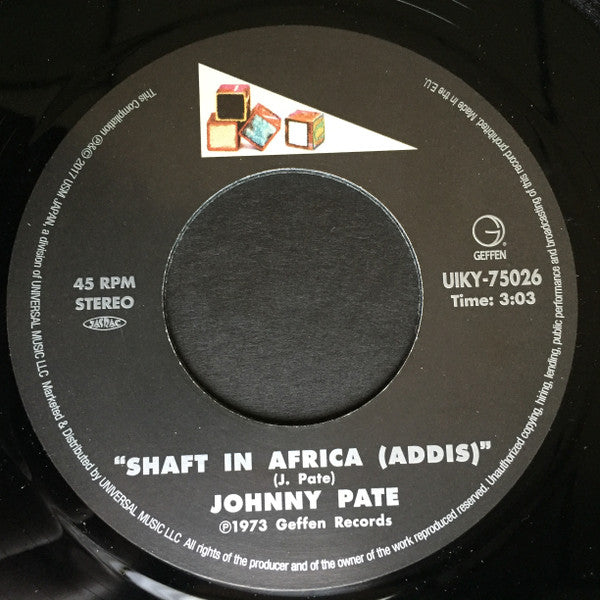 GEFFEN
UIKY-75026
Time: 3:03
45 RPM
STEREO
JASRAC
"SHAFT IN AFRICA (ADDIS)"
(J. Pate)
JOHNNY PATE
℗1973 Geffen Records
This Compilation ℗&© 2017 USM JAPAN, a division of UNIVERSAL MUSIC LLC Marketed & Distributed by UNIVERSAL MUSIC LLC All rights of the producer and of the owner of the work reproduced reserved. Unauthorized copying, hiring, lending, public performance and broadcasting of this record prohibited. Made in the E.U.